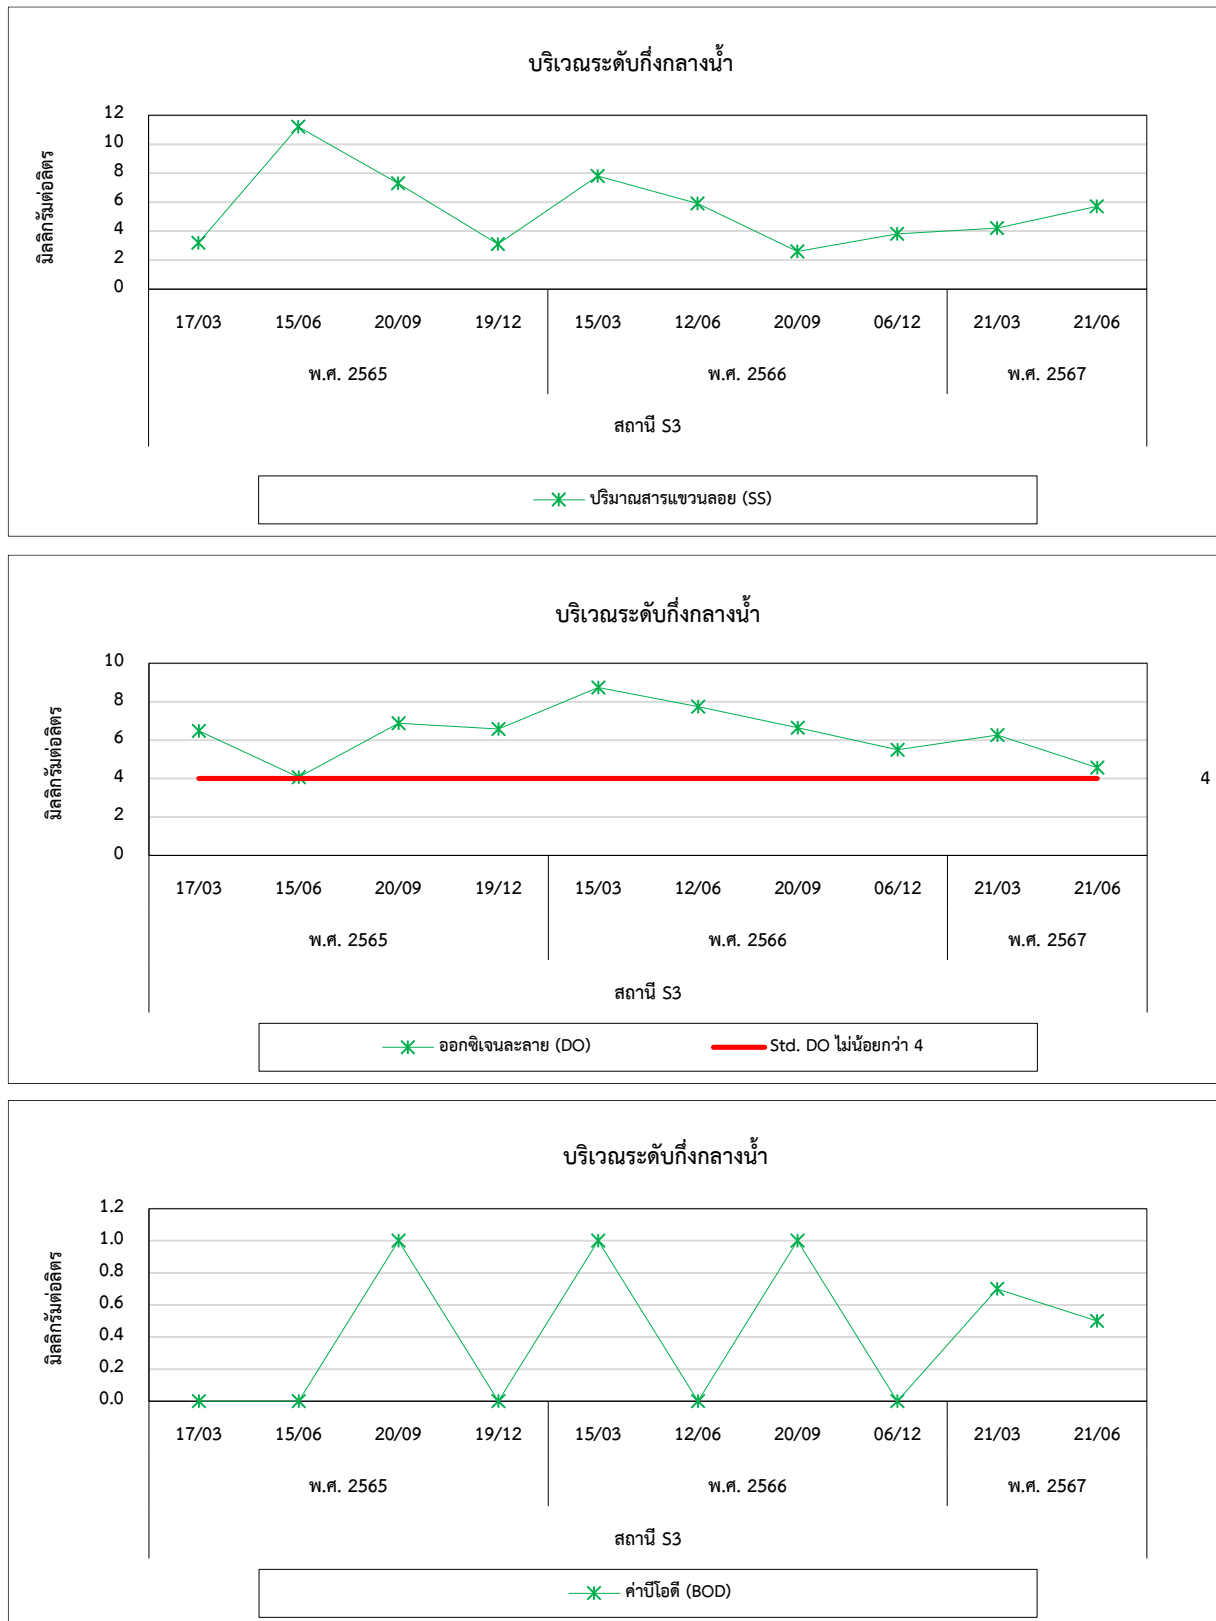 บริเวณระดับกึ่งกลางน้ำ
มิลลิกรัมต่อลิตร
12
10
8
6
4
2
0
17/03 15/06 20/09 19/12 15/03 12/06 20/09 06/12 21/03 21/06
พ.ศ. 2565 พ.ศ. 2566 พ.ศ. 2567
สถานี S3
ปริมาณสารแขวนลอย (SS)
บริเวณระดับกึ่งกลางน้ำ
มิลลิกรัมต่อลิตร
10
8
6
4
2
0
4
17/03 15/06 20/09 19/12 15/03 12/06 20/09 06/12 21/03 21/06
พ.ศ. 2565 พ.ศ. 2566 พ.ศ. 2567
สถานี S3
ออกซิเจนละลาย (DO) Std. DO ไม่น้อยกว่า 4
บริเวณระดับกึ่งกลางน้ำ
มิลลิกรัมต่อลิตร
1.2
1.0
0.8
0.6
0.4
0.2
0.0
17/03 15/06 20/09 19/12 15/03 12/06 20/09 06/12 21/03 21/06
พ.ศ. 2565 พ.ศ. 2566 พ.ศ. 2567
สถานี S3
ค่าบีโอดี (BOD)